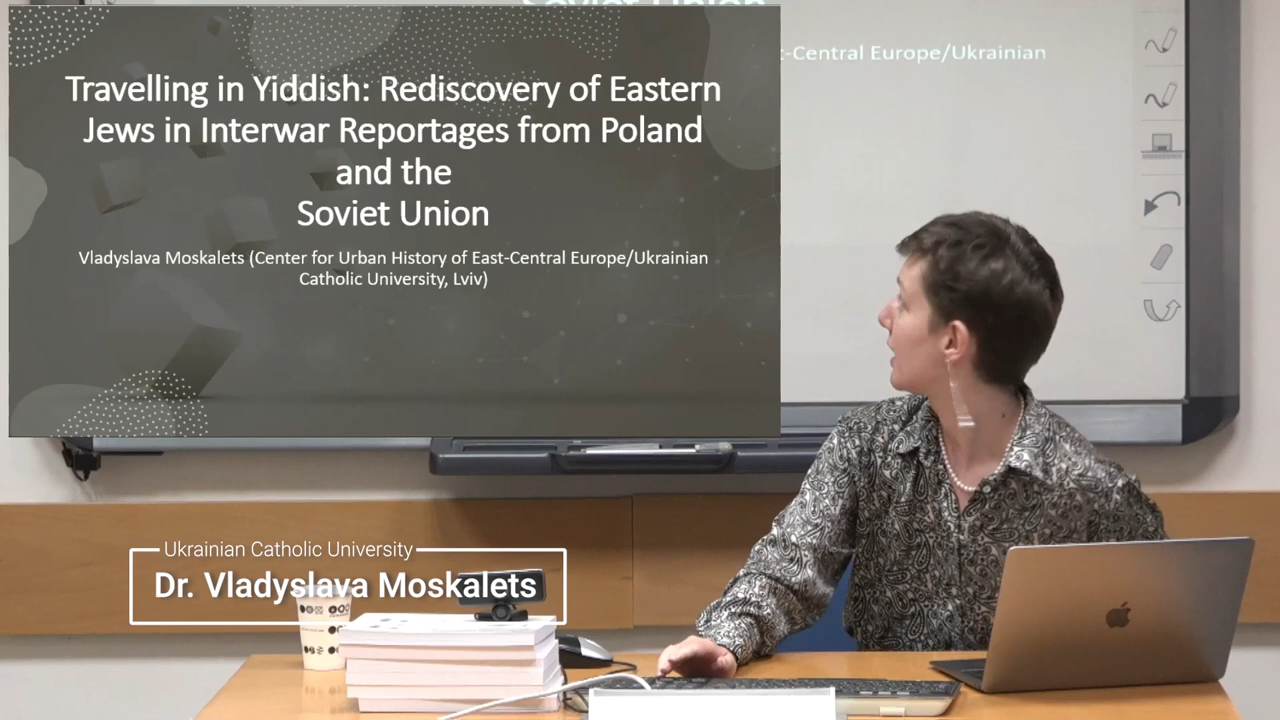 Soviet Union
t-Central Europe/Ukrainian
Travelling in Yiddish: Rediscovery of Eastern
Jews in Interwar Reportages from Poland
and the
Soviet Union
Vladyslava Moskalets (Center for Urban History of East-Central Europe/Ukrainian
Catholic University, Lviv)
Ukrainian Catholic University
Dr. Vladyslava Moskalets